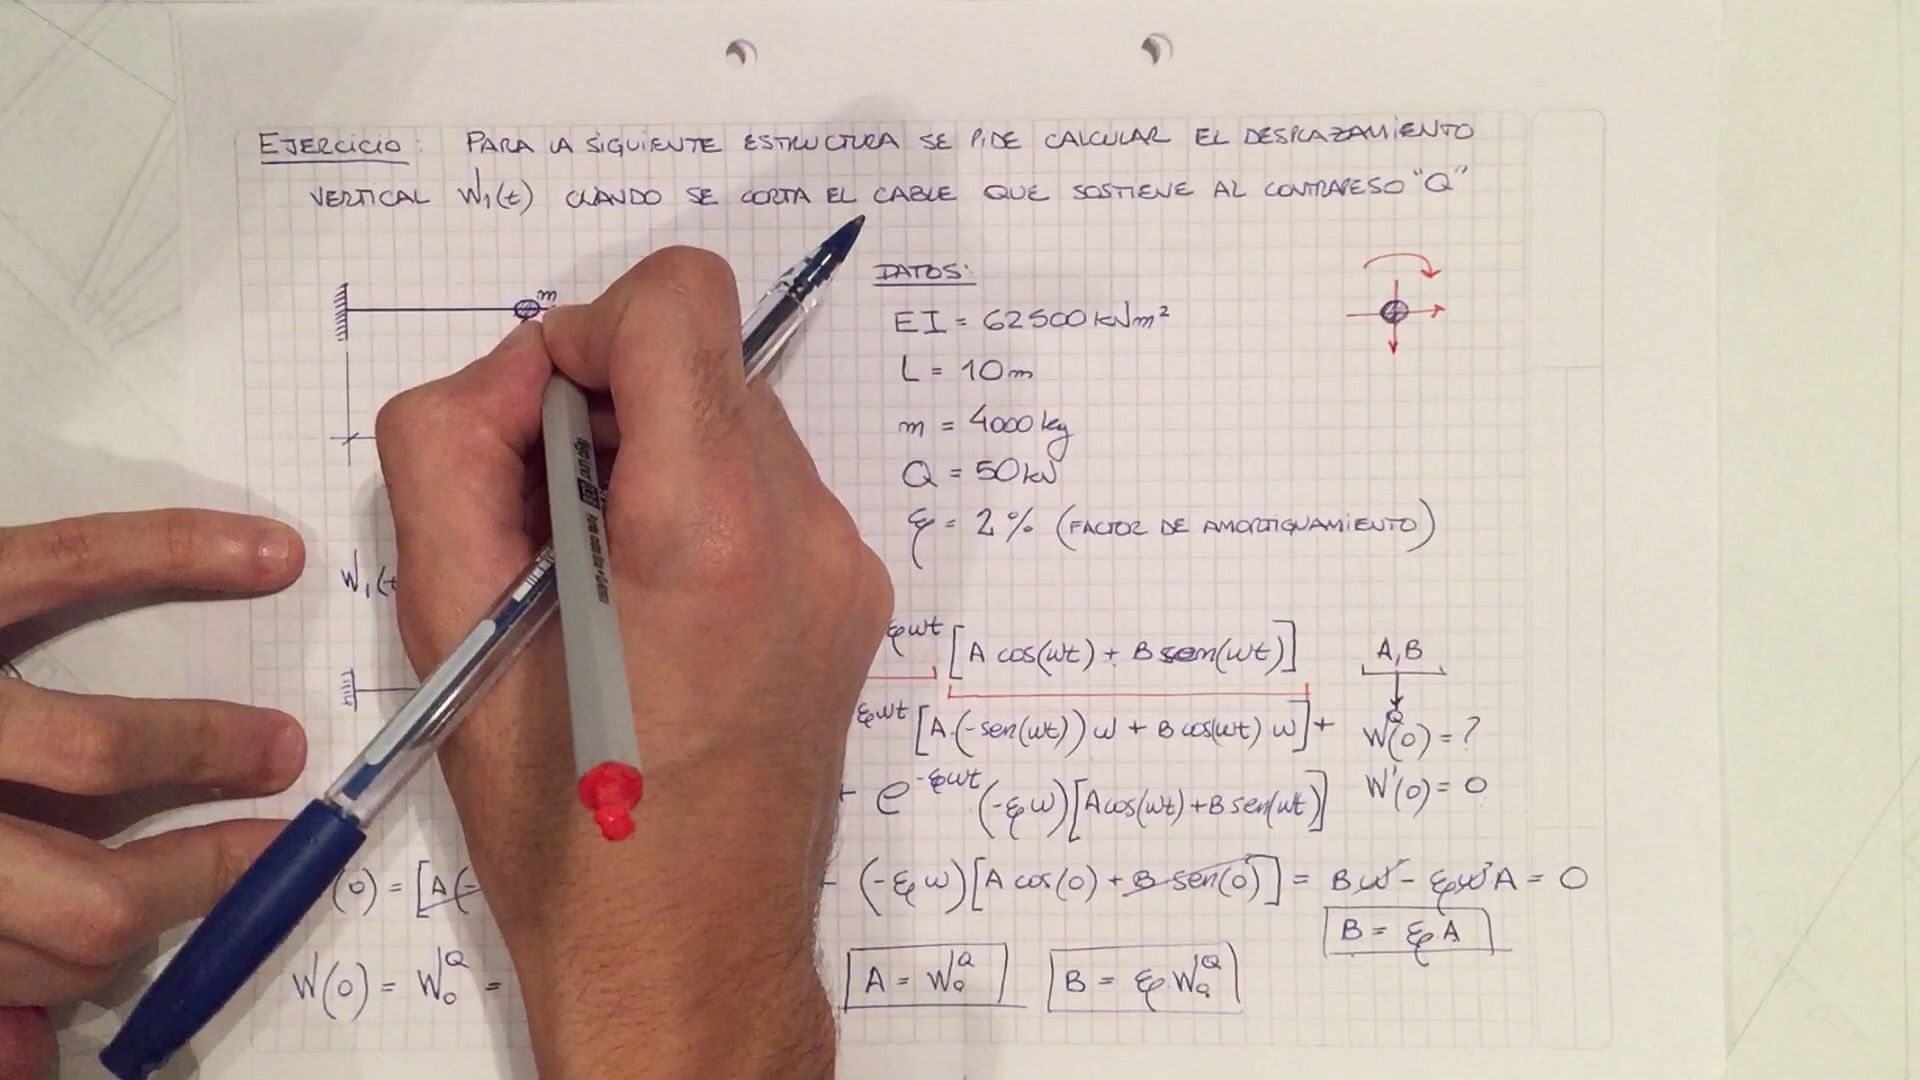 EJERCICIO: PARA LA SIGUIENTE ESTRUCTURA SE PIDE CALCULAR EL DESPLAZAMIENTO
VERTICAL W₁(t) CUANDO SE CORTA EL CABLE QUE SOSTIENE AL CONTRAPESO "Q"
m
DATOS:
EI = 62500 kNm²
L = 10m
m = 4000 kg
Q = 50 kN
ξ = 2% (FACTOR DE AMORTIGUAMIENTO)
W₁(t
ξωt [A cos(ωt) + B sen(ωt)]
A,B
ξωt [A·(-sen(ωt))ω + B cos(ωt) ω] +
W(0) = ?
+ e^-ξωt (-ξω)[A cos(ωt) + B sen(ωt)]
W'(0) = 0
(0) = [A(-
- (-ξω)[A cos(0) + B sen(0)] = Bω - ξωA = 0
B = ξA
W(0) = W₀^Q =
A = W₀^Q
B = ξ W₀^Q